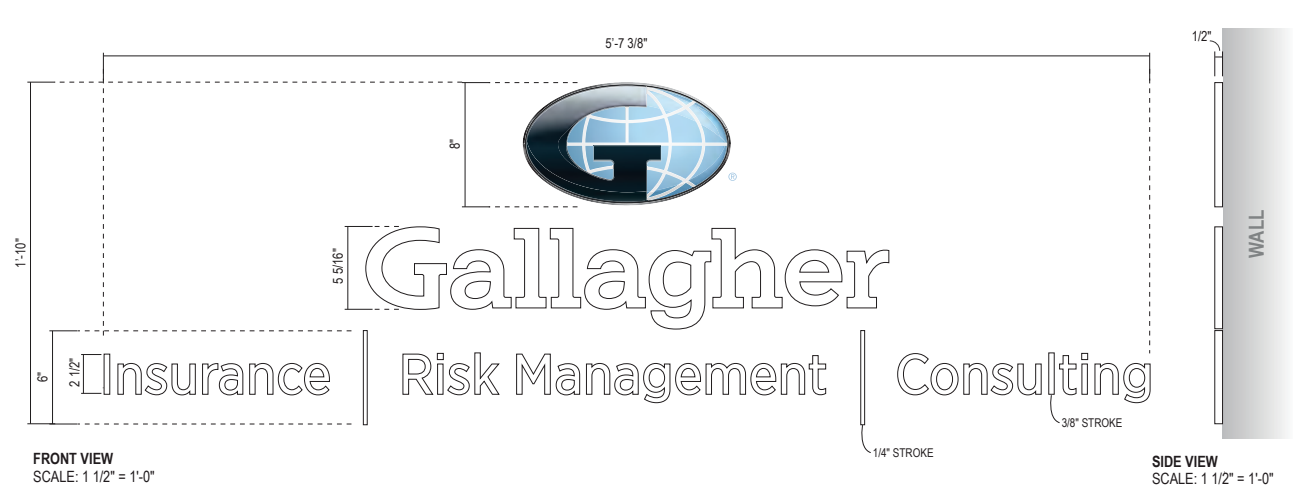 5'-7 3/8"
1/2"
8"
®
1'-10"
5 5/16"
Gallagher
WALL
6"
2 1/2"
Insurance Risk Management Consulting
3/8" STROKE
1/4" STROKE
FRONT VIEW
SCALE: 1 1/2" = 1'-0"
SIDE VIEW
SCALE: 1 1/2" = 1'-0"